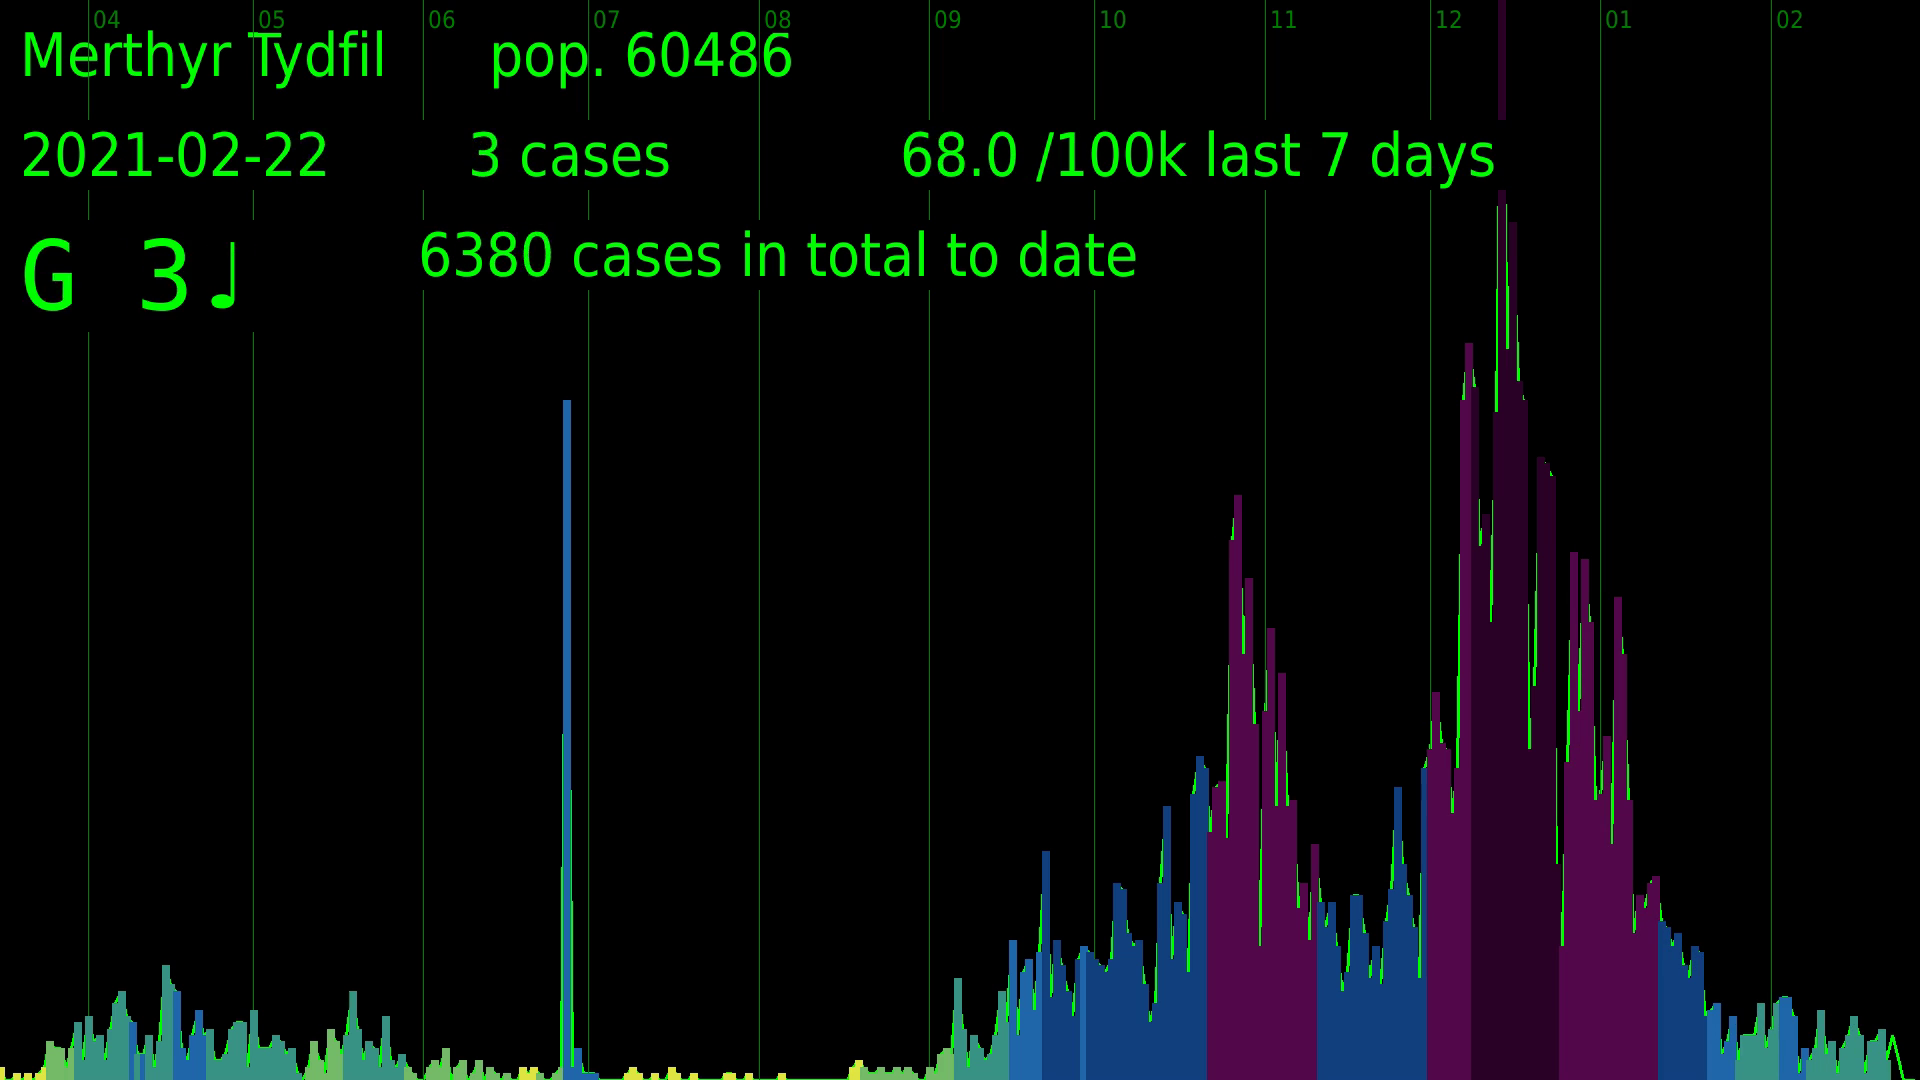 04 05 06 07 08 09 10 11 12 01 02
Merthyr Tydfil pop. 60486
2021-02-22 3 cases 68.0 /100k last 7 days
G 3♩ 6380 cases in total to date